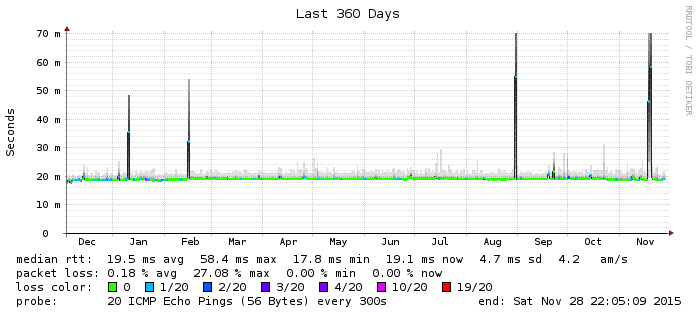 Last 360 Days
RRDTOOL / TOBI OETIKER
Seconds
70 m
60 m
50 m
40 m
30 m
20 m
10 m
0
Dec Jan Feb Mar Apr May Jun Jul Aug Sep Oct Nov
median rtt: 19.5 ms avg 58.4 ms max 17.8 ms min 19.1 ms now 4.7 ms sd 4.2 am/s
packet loss: 0.18 % avg 27.08 % max 0.00 % min 0.00 % now
loss color: 0 1/20 2/20 3/20 4/20 10/20 19/20
probe: 20 ICMP Echo Pings (56 Bytes) every 300s end: Sat Nov 28 22:05:09 2015